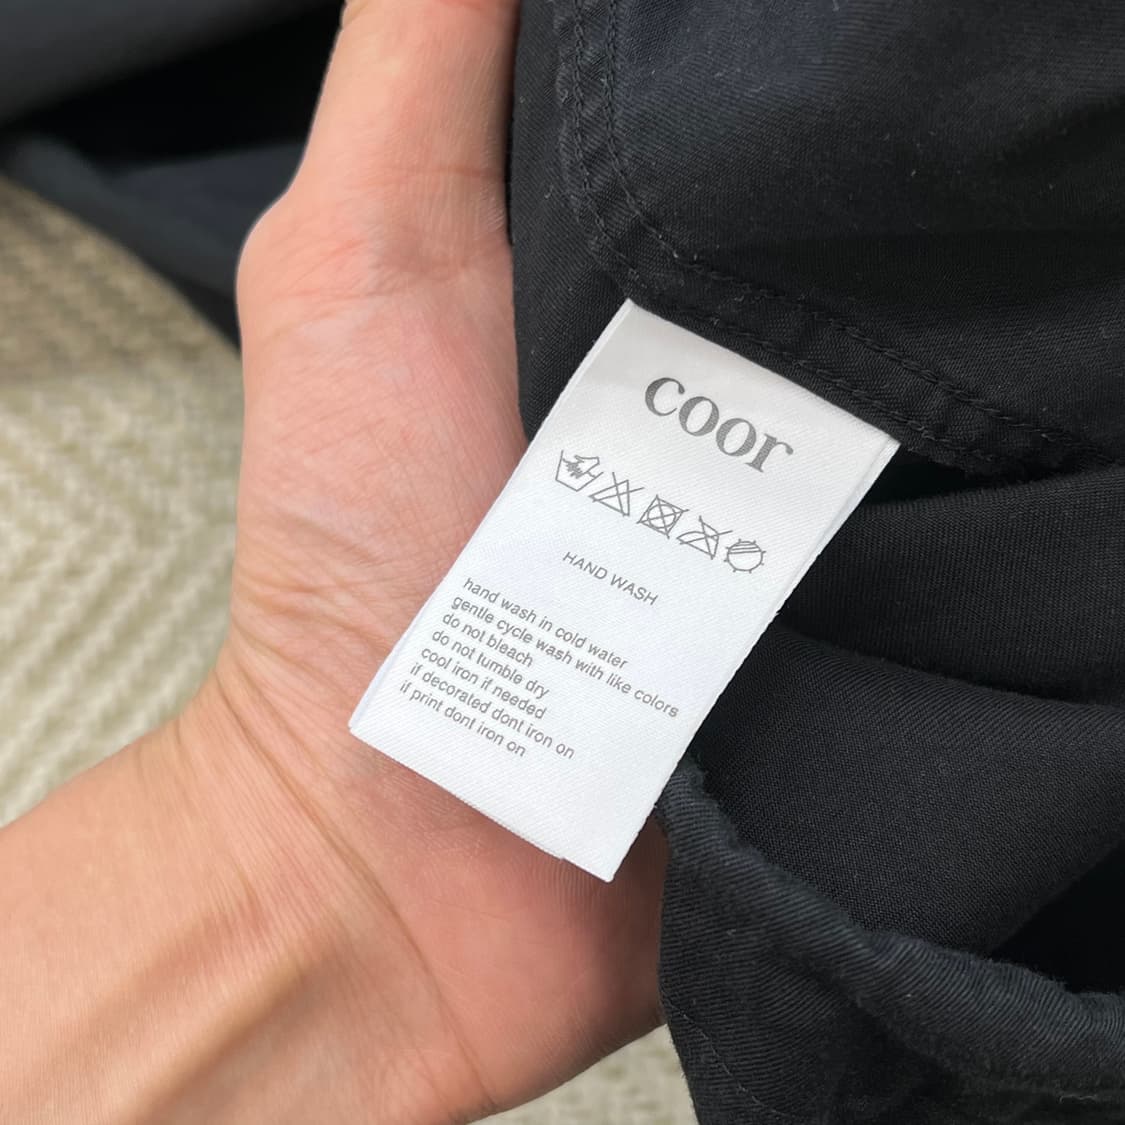 coor
HAND WASH
hand wash in cold water
gentle cycle wash with like colors
do not bleach
do not tumble dry
cool iron if needed
if decorated dont iron on
if print dont iron on